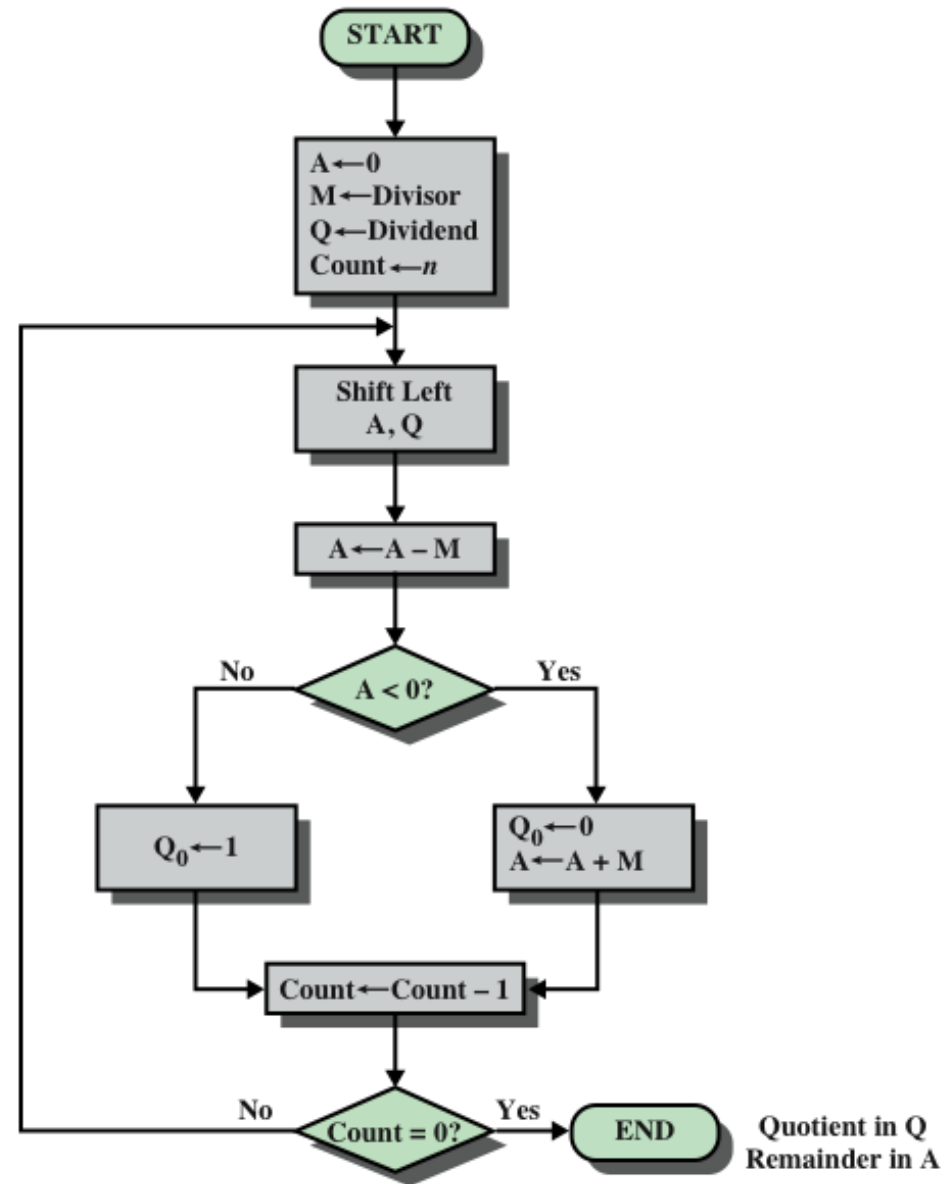 START
A←0
M←Divisor
Q←Dividend
Count←n
Shift Left
A, Q
A←A – M
No
Yes
A < 0?
Q₀←1
Q₀←0
A←A + M
Count←Count – 1
No
Yes
Count = 0?
END
Quotient in Q
Remainder in A